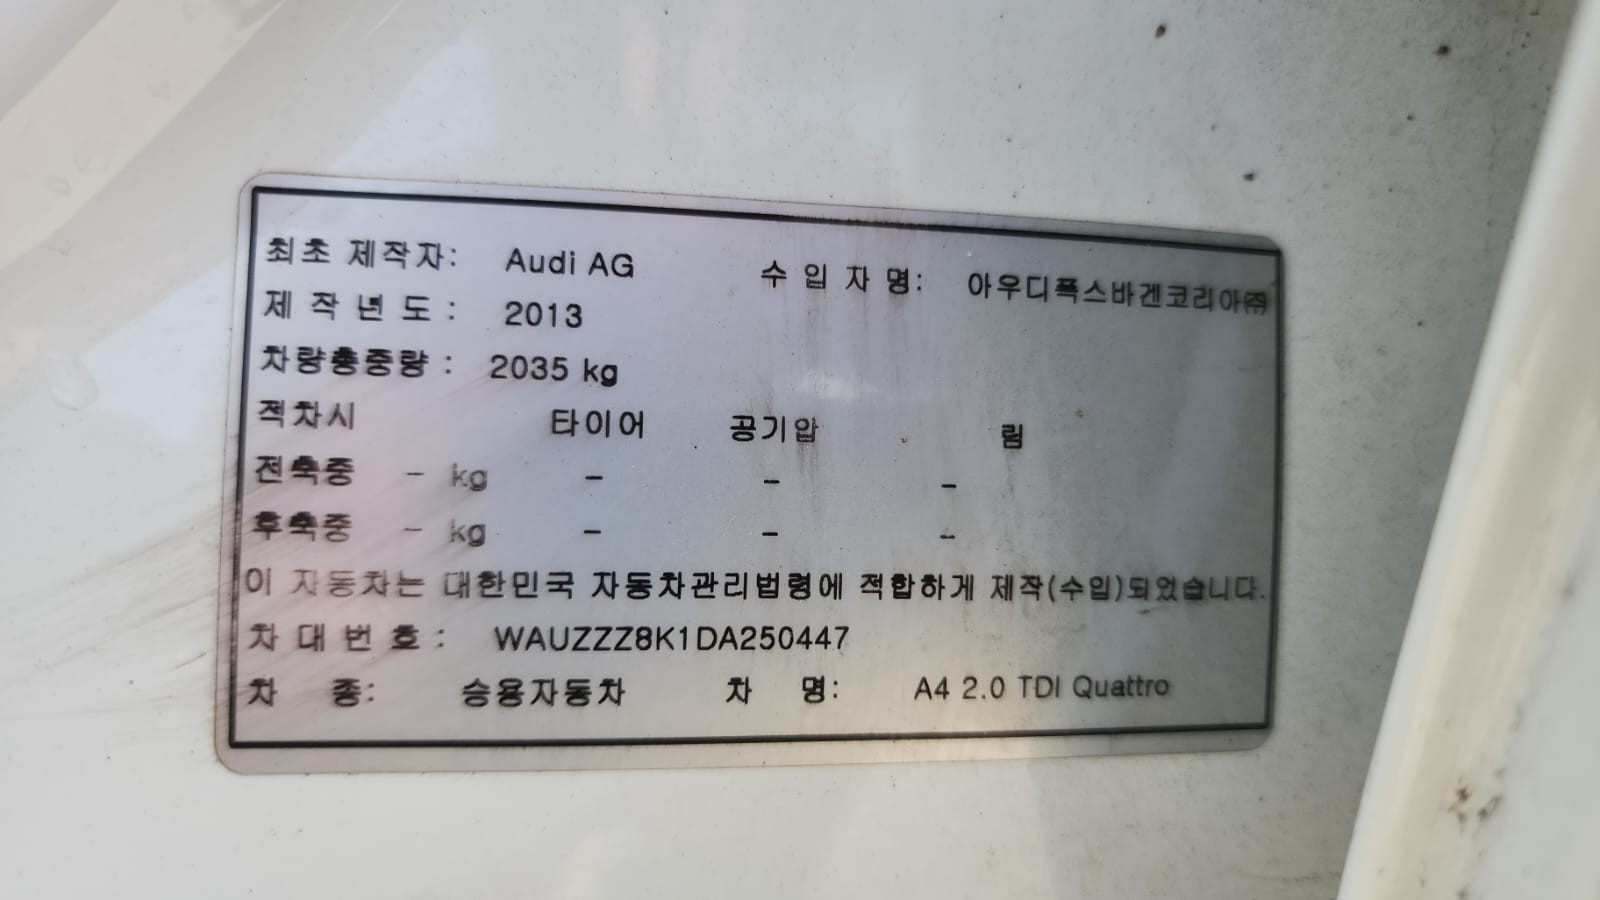 최초 제작자: Audi AG 수 입 자 명: 아우디폭스바겐코리아㈜
제 작 년 도 : 2013
차량총중량 : 2035 kg
적차시 타이어 공기압 림
전축중 - kg - - -
후축중 - kg - - -
이 자동차는 대한민국 자동차관리법령에 적합하게 제작(수입)되었습니다.
차 대 번 호 : WAUZZZ8K1DA250447
차 종: 승용자동차 차 명: A4 2.0 TDI Quattro